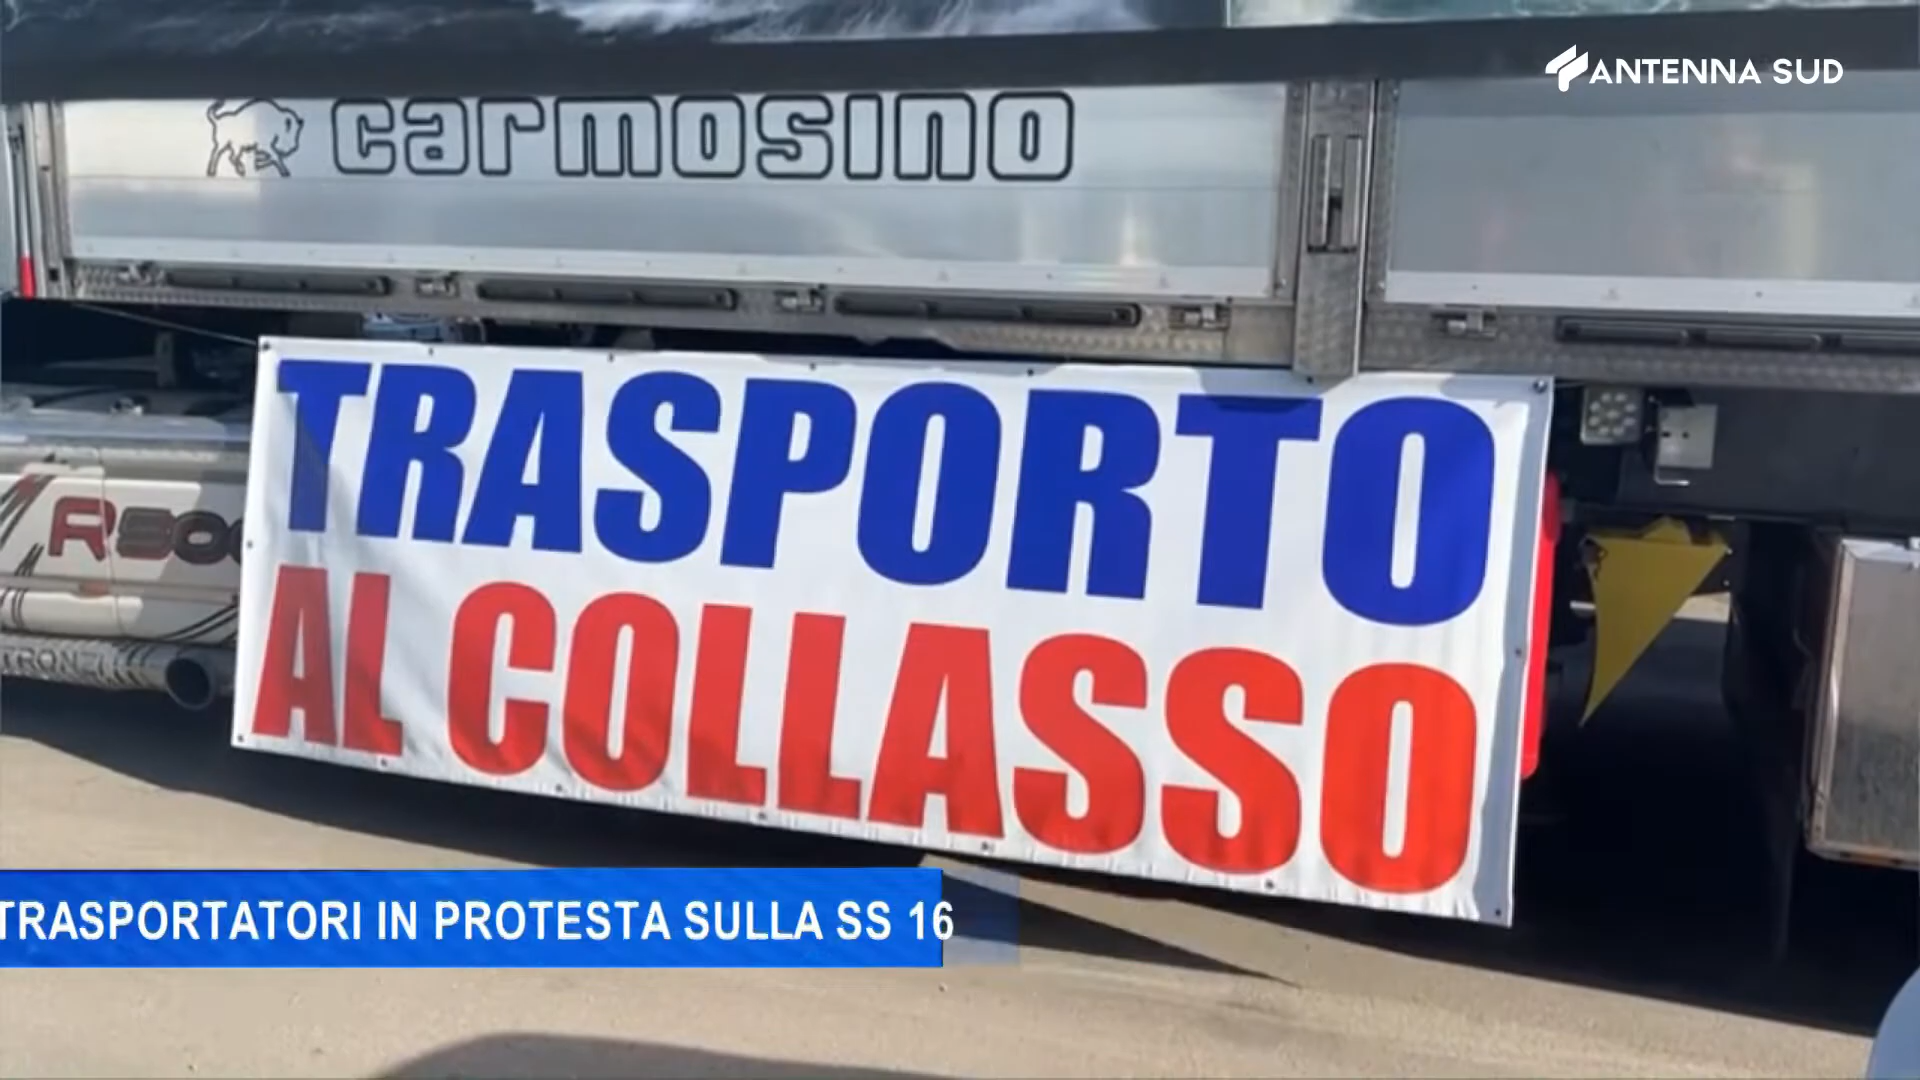 ANTENNA SUD
carmosino
TRASPORTO
AL COLLASSO
TRASPORTATORI IN PROTESTA SULLA SS 16